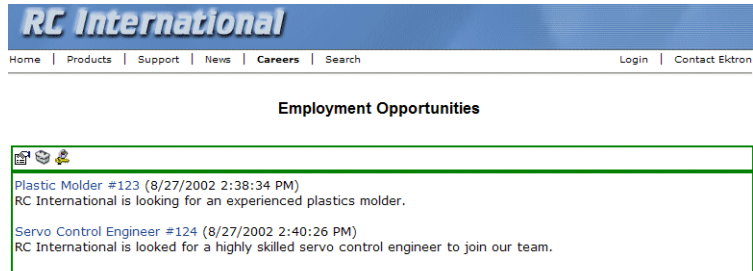 RC International
Home | Products | Support | News | Careers | Search Login | Contact Ektron
Employment Opportunities
Plastic Molder #123 (8/27/2002 2:38:34 PM)
RC International is looking for an experienced plastics molder.
Servo Control Engineer #124 (8/27/2002 2:40:26 PM)
RC International is looked for a highly skilled servo control engineer to join our team.